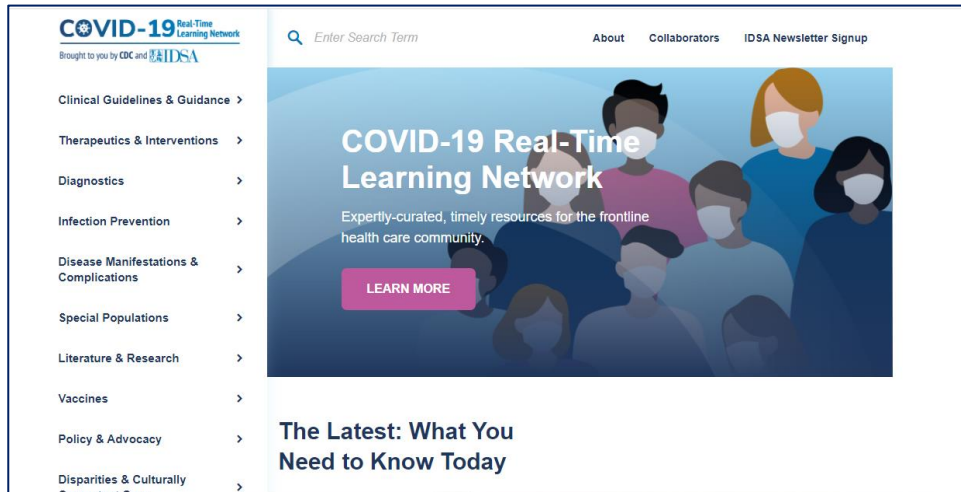 COVID-19 Real-Time
Learning Network
Brought to you by CDC and IDSA
Enter Search Term
About Collaborators IDSA Newsletter Signup
Clinical Guidelines & Guidance
Therapeutics & Interventions
Diagnostics
Infection Prevention
Disease Manifestations &
Complications
Special Populations
Literature & Research
Vaccines
Policy & Advocacy
Disparities & Culturally
COVID-19 Real-Time
Learning Network
Expertly-curated, timely resources for the frontline
health care community.
LEARN MORE
The Latest: What You
Need to Know Today